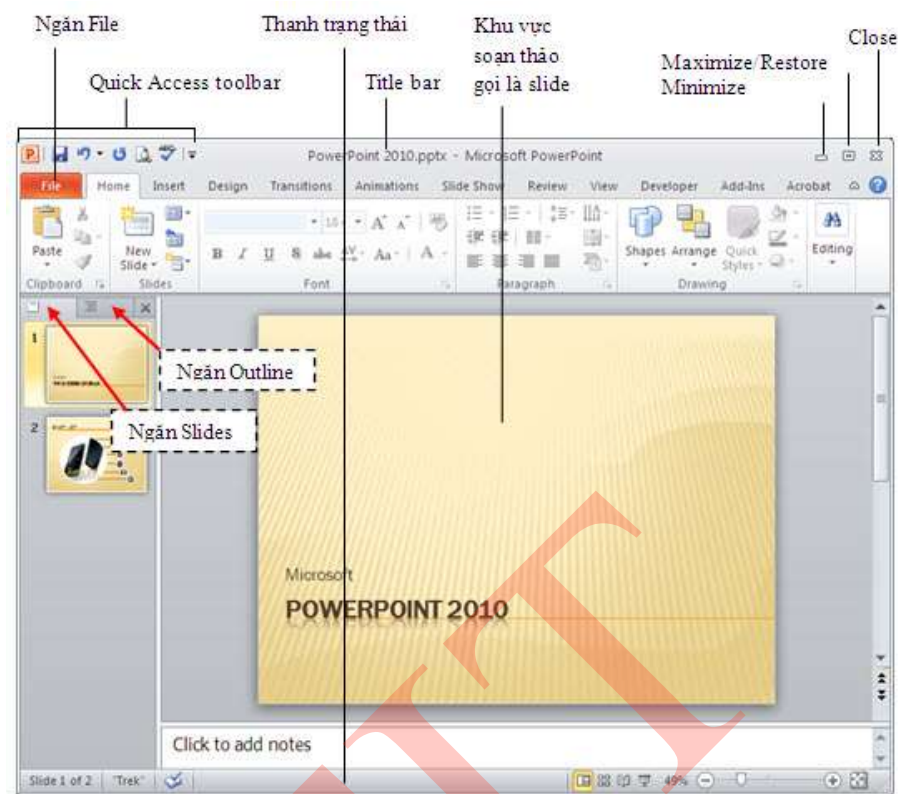 Ngăn File
Thanh trạng thái
Khu vực
soạn thảo
gọi là slide
Close
Maximize/Restore
Minimize
Quick Access toolbar
Title bar
PowerPoint 2010.pptx - Microsoft PowerPoint
File Home Insert Design Transitions Animations Slide Show Review View Developer Add-Ins Acrobat
Paste
New
Slide
Shapes Arrange Quick
Styles
Editing
Clipboard Slides Font Paragraph Drawing
1
Ngăn Outline
2
Ngăn Slides
Microsoft
POWERPOINT 2010
Click to add notes
Slide 1 of 2 "Trek" 49%